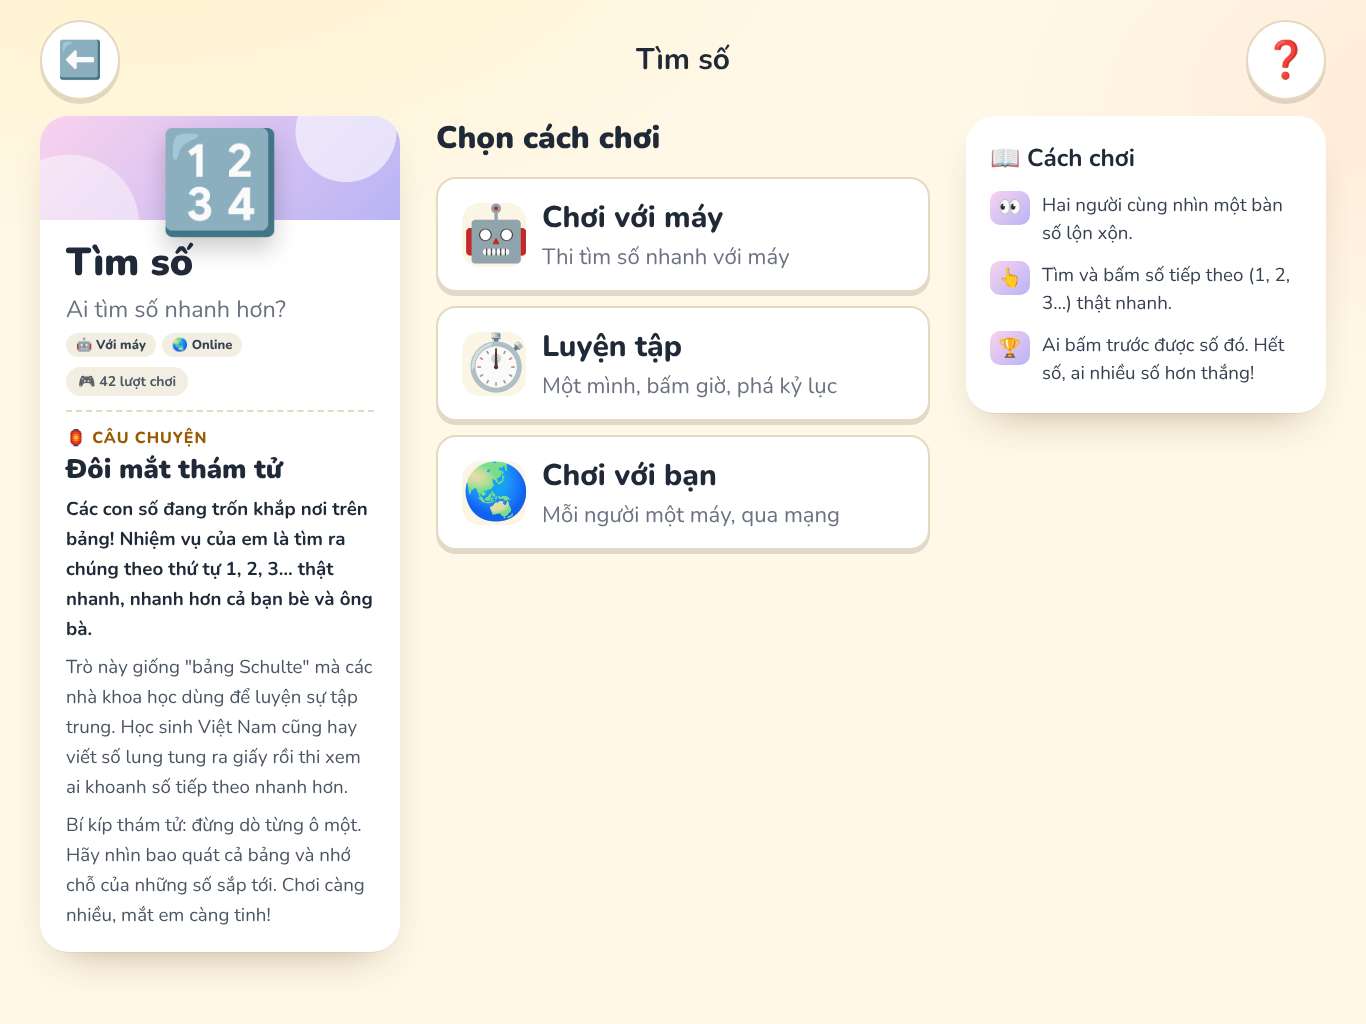 Tìm số
Tìm số
Ai tìm số nhanh hơn?
Với máy
Online
42 lượt chơi
CÂU CHUYỆN
Đôi mắt thám tử
Các con số đang trốn khắp nơi trên
bảng! Nhiệm vụ của em là tìm ra
chúng theo thứ tự 1, 2, 3... thật
nhanh, nhanh hơn cả bạn bè và ông
bà.
Trò này giống "bảng Schulte" mà các
nhà khoa học dùng để luyện sự tập
trung. Học sinh Việt Nam cũng hay
viết số lung tung ra giấy rồi thi xem
ai khoanh số tiếp theo nhanh hơn.
Bí kíp thám tử: đừng dò từng ô một.
Hãy nhìn bao quát cả bảng và nhớ
chỗ của những số sắp tới. Chơi càng
nhiều, mắt em càng tinh!
Chọn cách chơi
Chơi với máy
Thi tìm số nhanh với máy
Luyện tập
Một mình, bấm giờ, phá kỷ lục
Chơi với bạn
Mỗi người một máy, qua mạng
Cách chơi
Hai người cùng nhìn một bàn
số lộn xộn.
Tìm và bấm số tiếp theo (1, 2,
3...) thật nhanh.
Ai bấm trước được số đó. Hết
số, ai nhiều số hơn thắng!